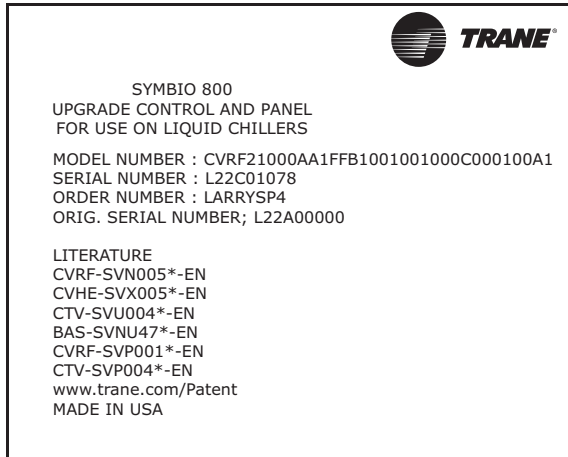 TRANE®
SYMBIO 800
UPGRADE CONTROL AND PANEL
FOR USE ON LIQUID CHILLERS
MODEL NUMBER : CVRF21000AA1FFB1001001000C000100A1
SERIAL NUMBER : L22C01078
ORDER NUMBER : LARRYSP4
ORIG. SERIAL NUMBER; L22A00000
LITERATURE
CVRF-SVN005*-EN
CVHE-SVX005*-EN
CTV-SVU004*-EN
BAS-SVNU47*-EN
CVRF-SVP001*-EN
CTV-SVP004*-EN
www.trane.com/Patent
MADE IN USA